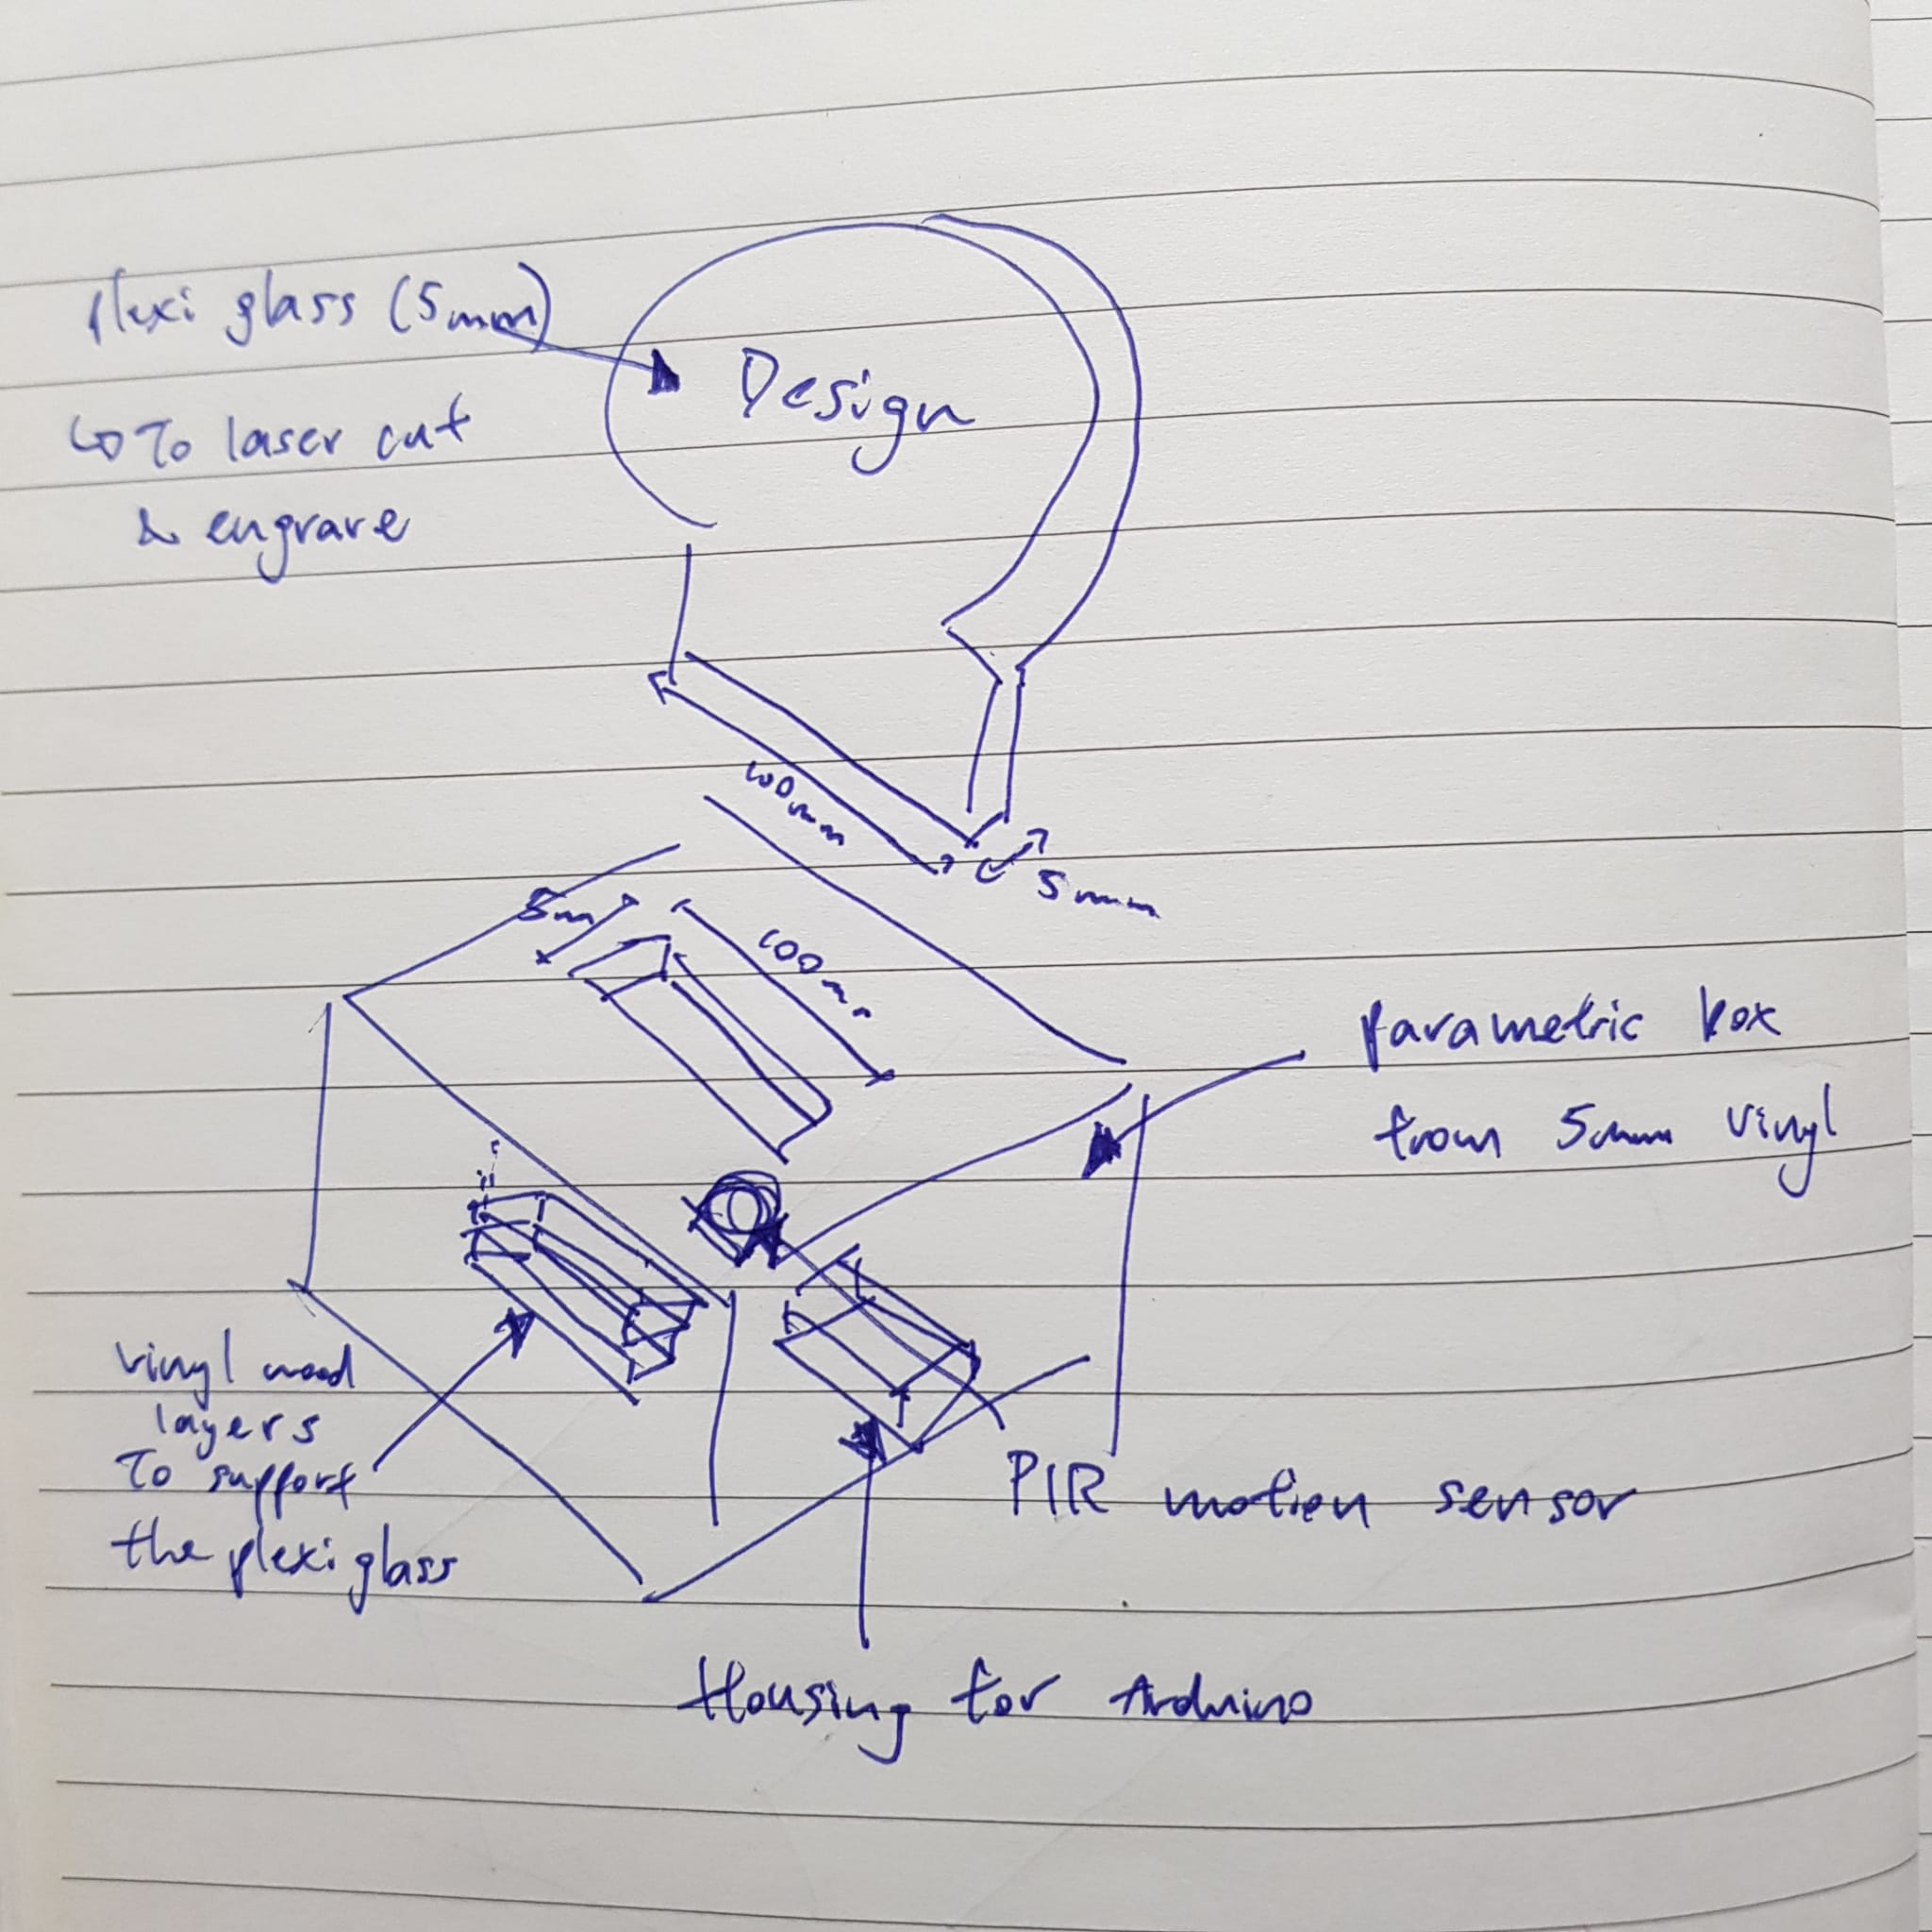 plexi glass (5mm)
↳ To laser cut
& engrave
Design
100mm
5mm
5mm
100mm
parametric box
from 5mm vinyl
vinyl wood
layers
To support
the plexiglass
PIR motion sensor
Housing for Arduino